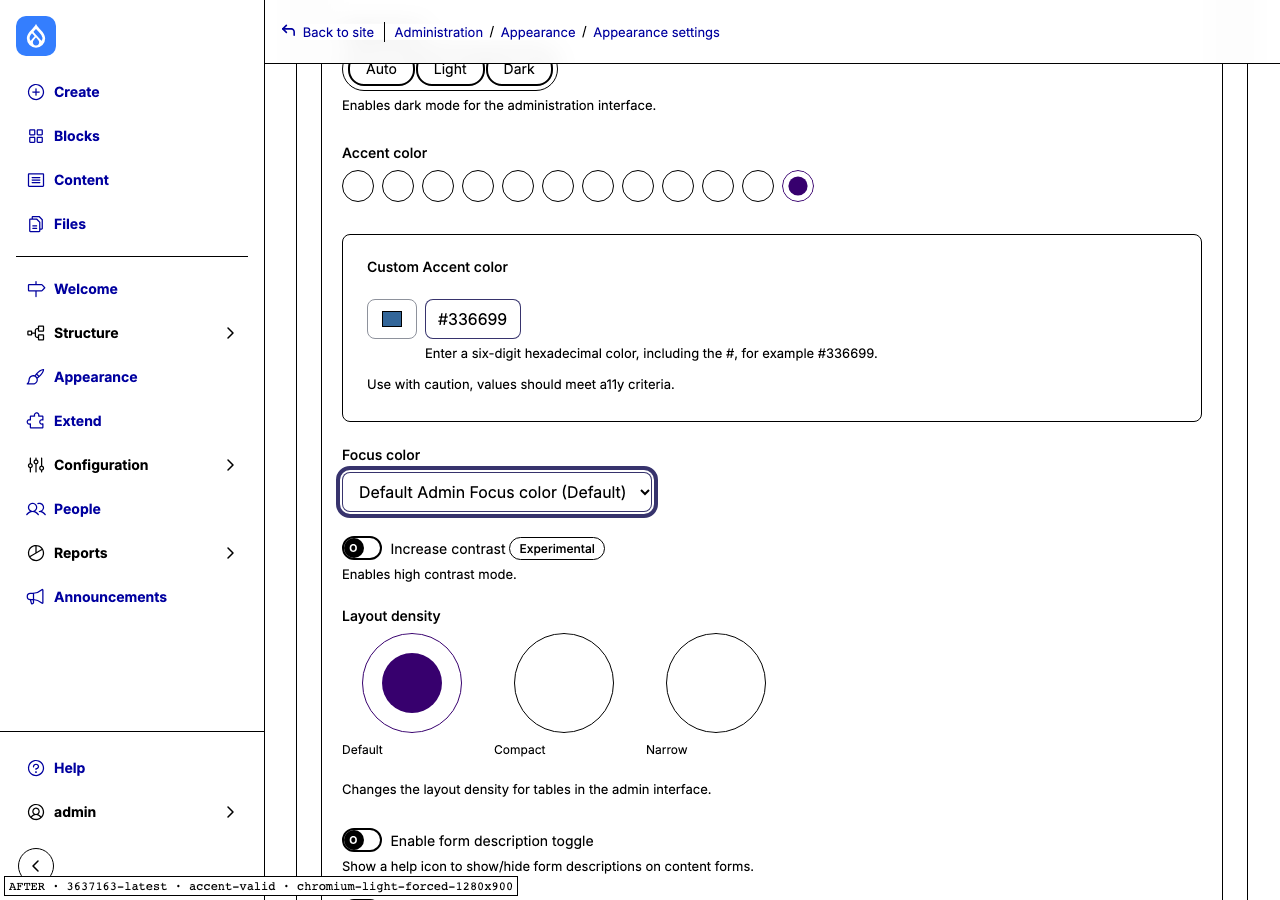 Back to site
Administration / Appearance / Appearance settings
Create
Blocks
Content
Files
Welcome
Structure
Appearance
Extend
Configuration
People
Reports
Announcements
Help
admin
Auto Light Dark
Enables dark mode for the administration interface.
Accent color
Custom Accent color
#336699
Enter a six-digit hexadecimal color, including the #, for example #336699.
Use with caution, values should meet a11y criteria.
Focus color
Default Admin Focus color (Default)
Increase contrast Experimental
Enables high contrast mode.
Layout density
Default Compact Narrow
Changes the layout density for tables in the admin interface.
Enable form description toggle
Show a help icon to show/hide form descriptions on content forms.
AFTER · 3637163-latest · accent-valid · chromium-light-forced-1280x900